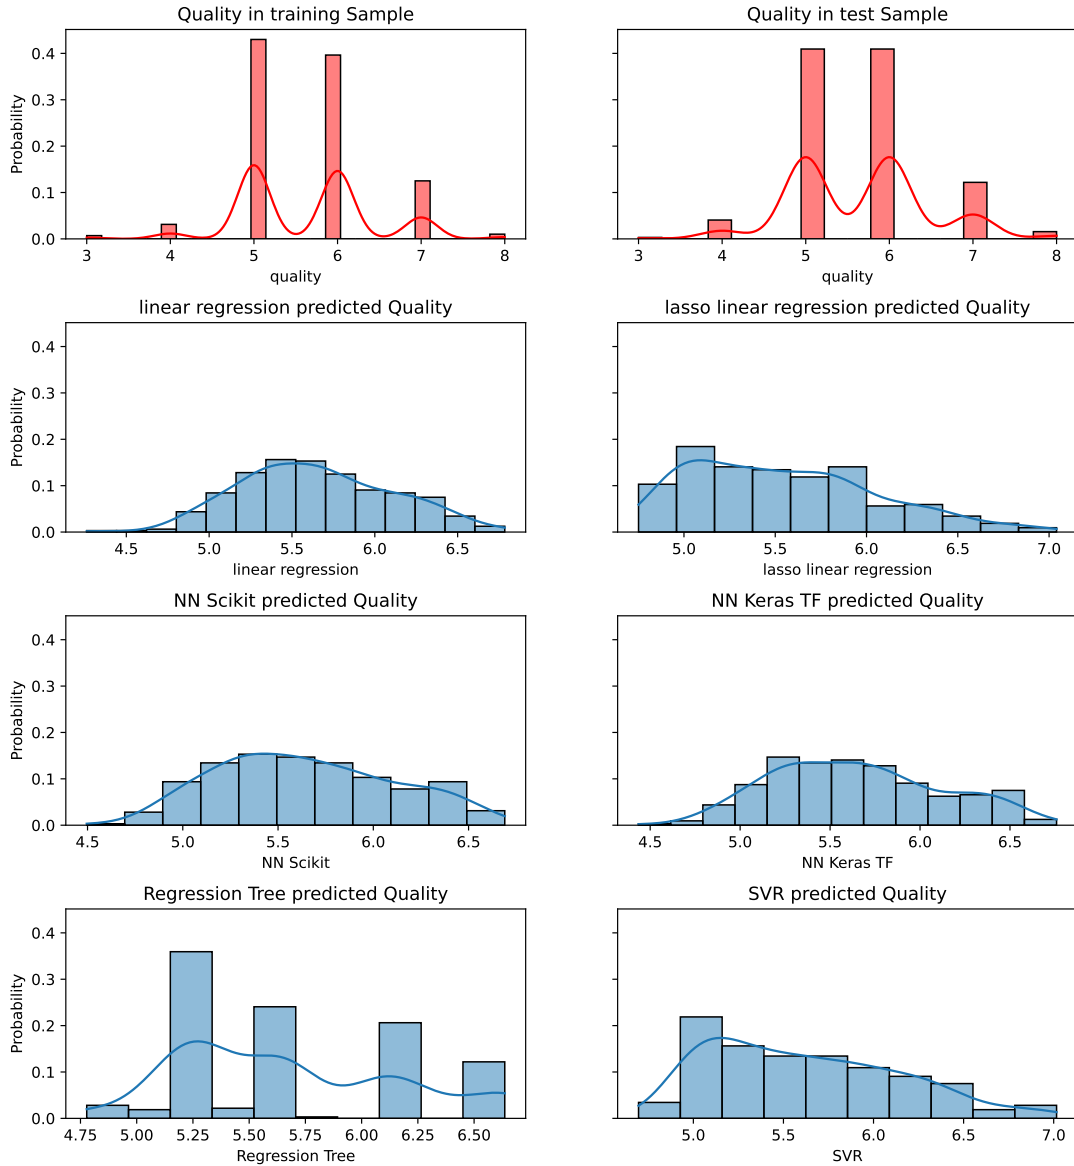 Quality in training Sample
Probability
0.4
0.3
0.2
0.1
0.0
3 4 5 6 7 8
quality
Quality in test Sample
3 4 5 6 7 8
quality
linear regression predicted Quality
Probability
0.4
0.3
0.2
0.1
0.0
4.5 5.0 5.5 6.0 6.5
linear regression
lasso linear regression predicted Quality
5.0 5.5 6.0 6.5 7.0
lasso linear regression
NN Scikit predicted Quality
Probability
0.4
0.3
0.2
0.1
0.0
4.5 5.0 5.5 6.0 6.5
NN Scikit
NN Keras TF predicted Quality
4.5 5.0 5.5 6.0 6.5
NN Keras TF
Regression Tree predicted Quality
Probability
0.4
0.3
0.2
0.1
0.0
4.75 5.00 5.25 5.50 5.75 6.00 6.25 6.50
Regression Tree
SVR predicted Quality
5.0 5.5 6.0 6.5 7.0
SVR